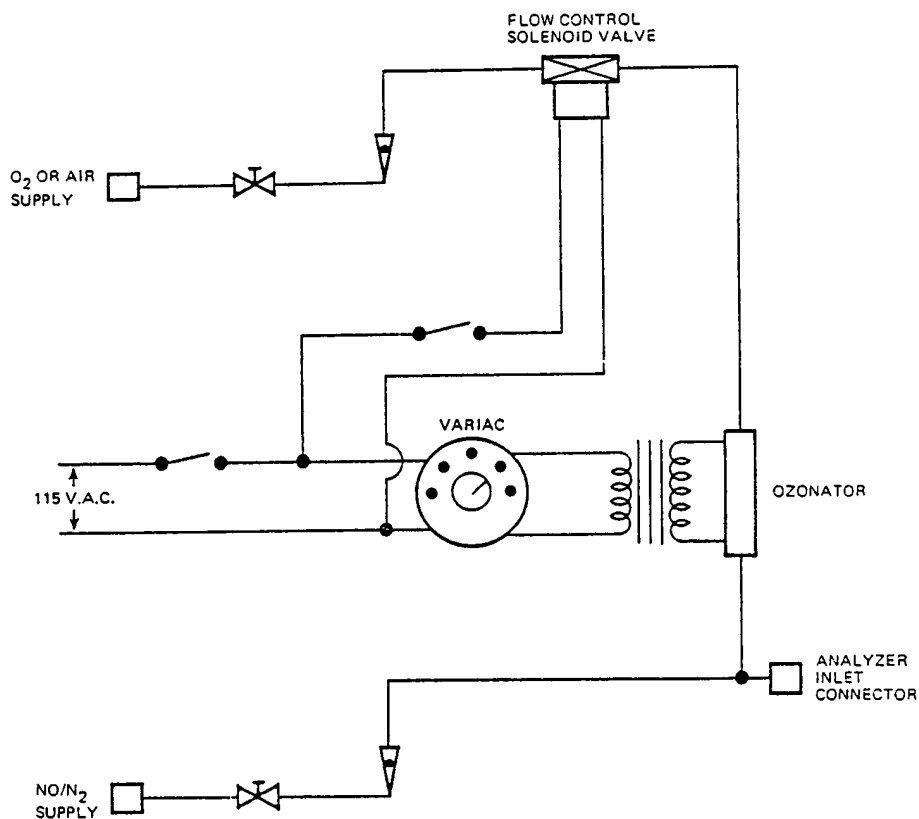 FLOW CONTROL
SOLENOID VALVE
O2 OR AIR
SUPPLY
VARIAC
115 V.A.C.
OZONATOR
ANALYZER
INLET
CONNECTOR
NO/N2
SUPPLY